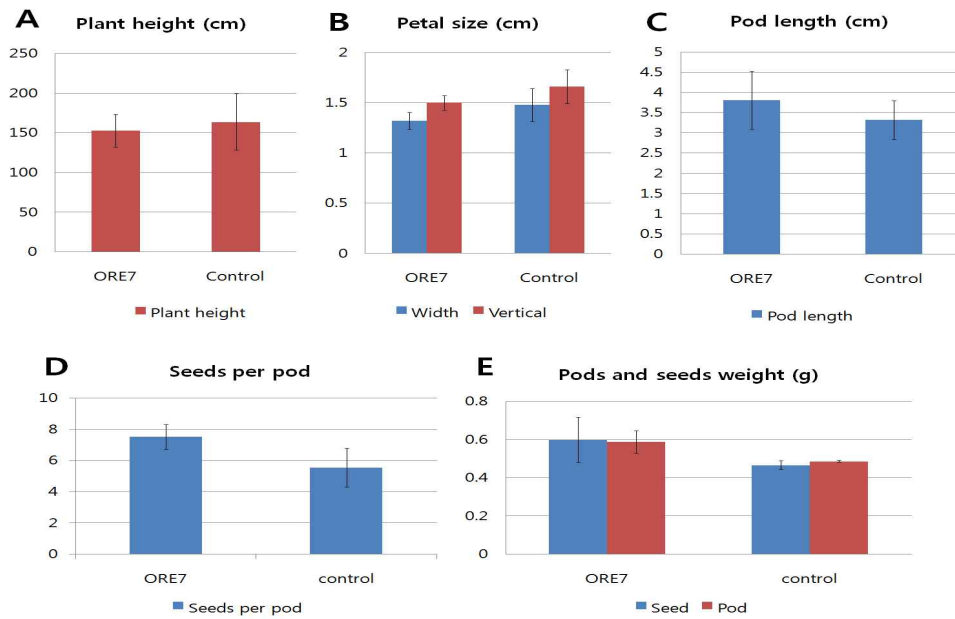 A Plant height (cm)
250
200
150
100
50
0
ORE7 Control
Plant height
B Petal size (cm)
2
1.5
1
0.5
0
ORE7 Control
Width Vertical
C Pod length (cm)
5
4.5
4
3.5
3
2.5
2
1.5
1
0.5
0
ORE7 Control
Pod length
D Seeds per pod
10
8
6
4
2
0
ORE7 control
Seeds per pod
E Pods and seeds weight (g)
0.8
0.6
0.4
0.2
0
ORE7 control
Seed Pod